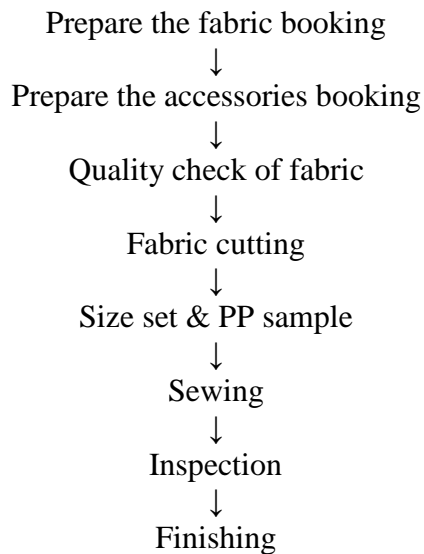 Prepare the fabric booking
↓
Prepare the accessories booking
↓
Quality check of fabric
↓
Fabric cutting
↓
Size set & PP sample
↓
Sewing
↓
Inspection
↓
Finishing